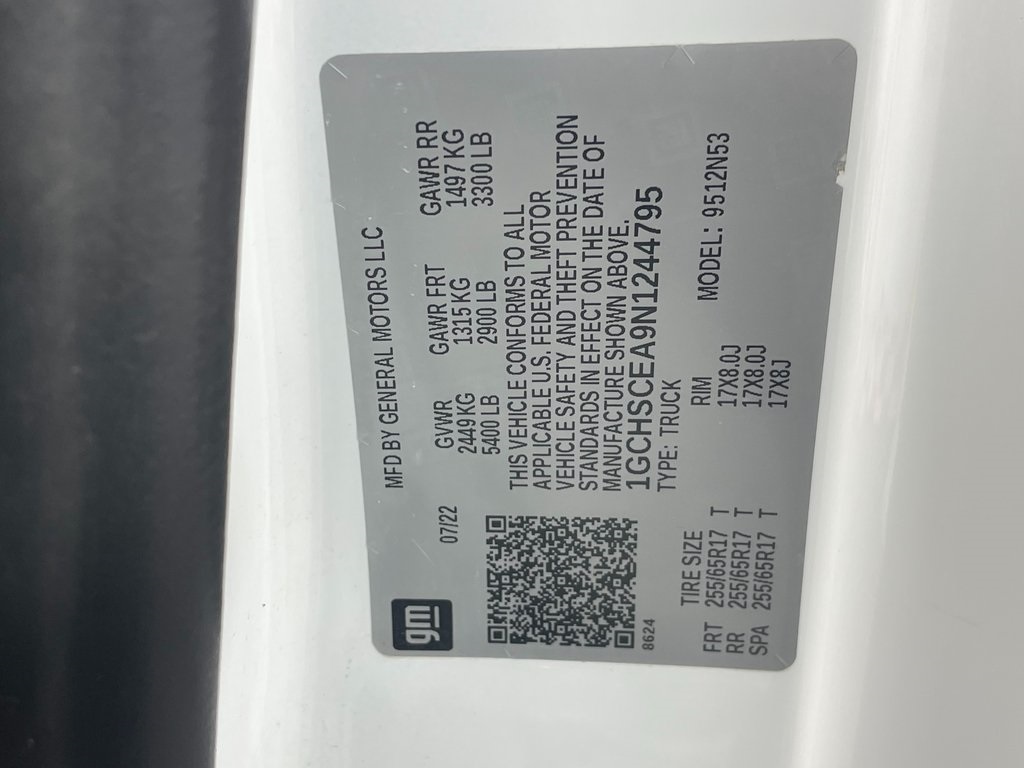 gm
07/22
MFD BY GENERAL MOTORS LLC
GVWR GAWR FRT GAWR RR
2449 KG 1315 KG 1497 KG
5400 LB 2900 LB 3300 LB
THIS VEHICLE CONFORMS TO ALL
APPLICABLE U.S. FEDERAL MOTOR
VEHICLE SAFETY AND THEFT PREVENTION
STANDARDS IN EFFECT ON THE DATE OF
MANUFACTURE SHOWN ABOVE.
1GCHSCEA9N1244795
8624
TYPE: TRUCK
TIRE SIZE RIM MODEL: 9512N53
FRT 255/65R17 T 17X8.0J
RR 255/65R17 T 17X8.0J
SPA 255/65R17 T 17X8J